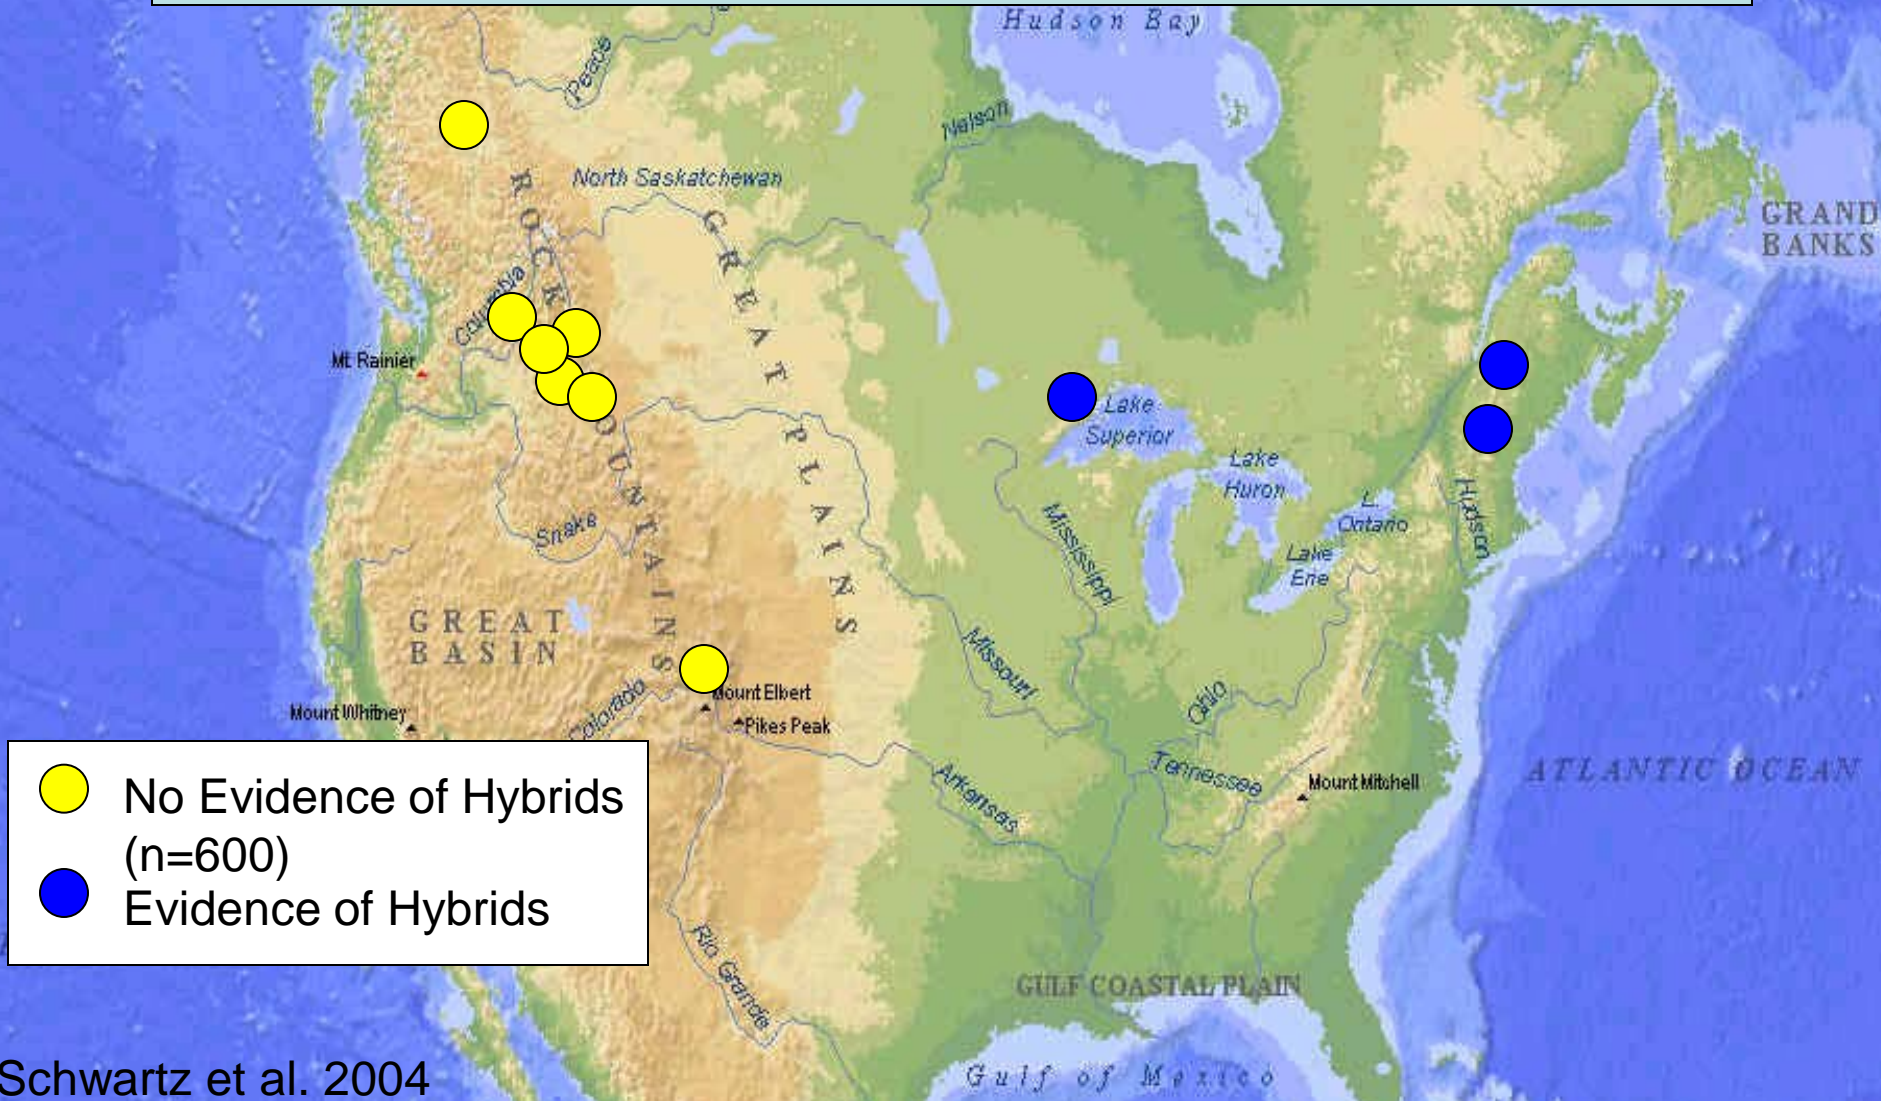 Hudson Bay
Peace
Nelson
North Saskatchewan
ROCKY MOUNTAINS
GREAT PLAINS
GRAND
BANKS
Columbia
Mt. Rainier
Lake
Superior
Lake
Huron
L.
Ontario
Hudson
Lake
Erie
Snake
Mississippi
GREAT
BASIN
Missouri
Mount Elbert
Pikes Peak
Colorado
Mount Whitney
Ohio
Tennessee
Mount Mitchell
Arkansas
ATLANTIC OCEAN
No Evidence of Hybrids
(n=600)
Evidence of Hybrids
Rio Grande
GULF COASTAL PLAIN
Gulf of Mexico
Schwartz et al. 2004